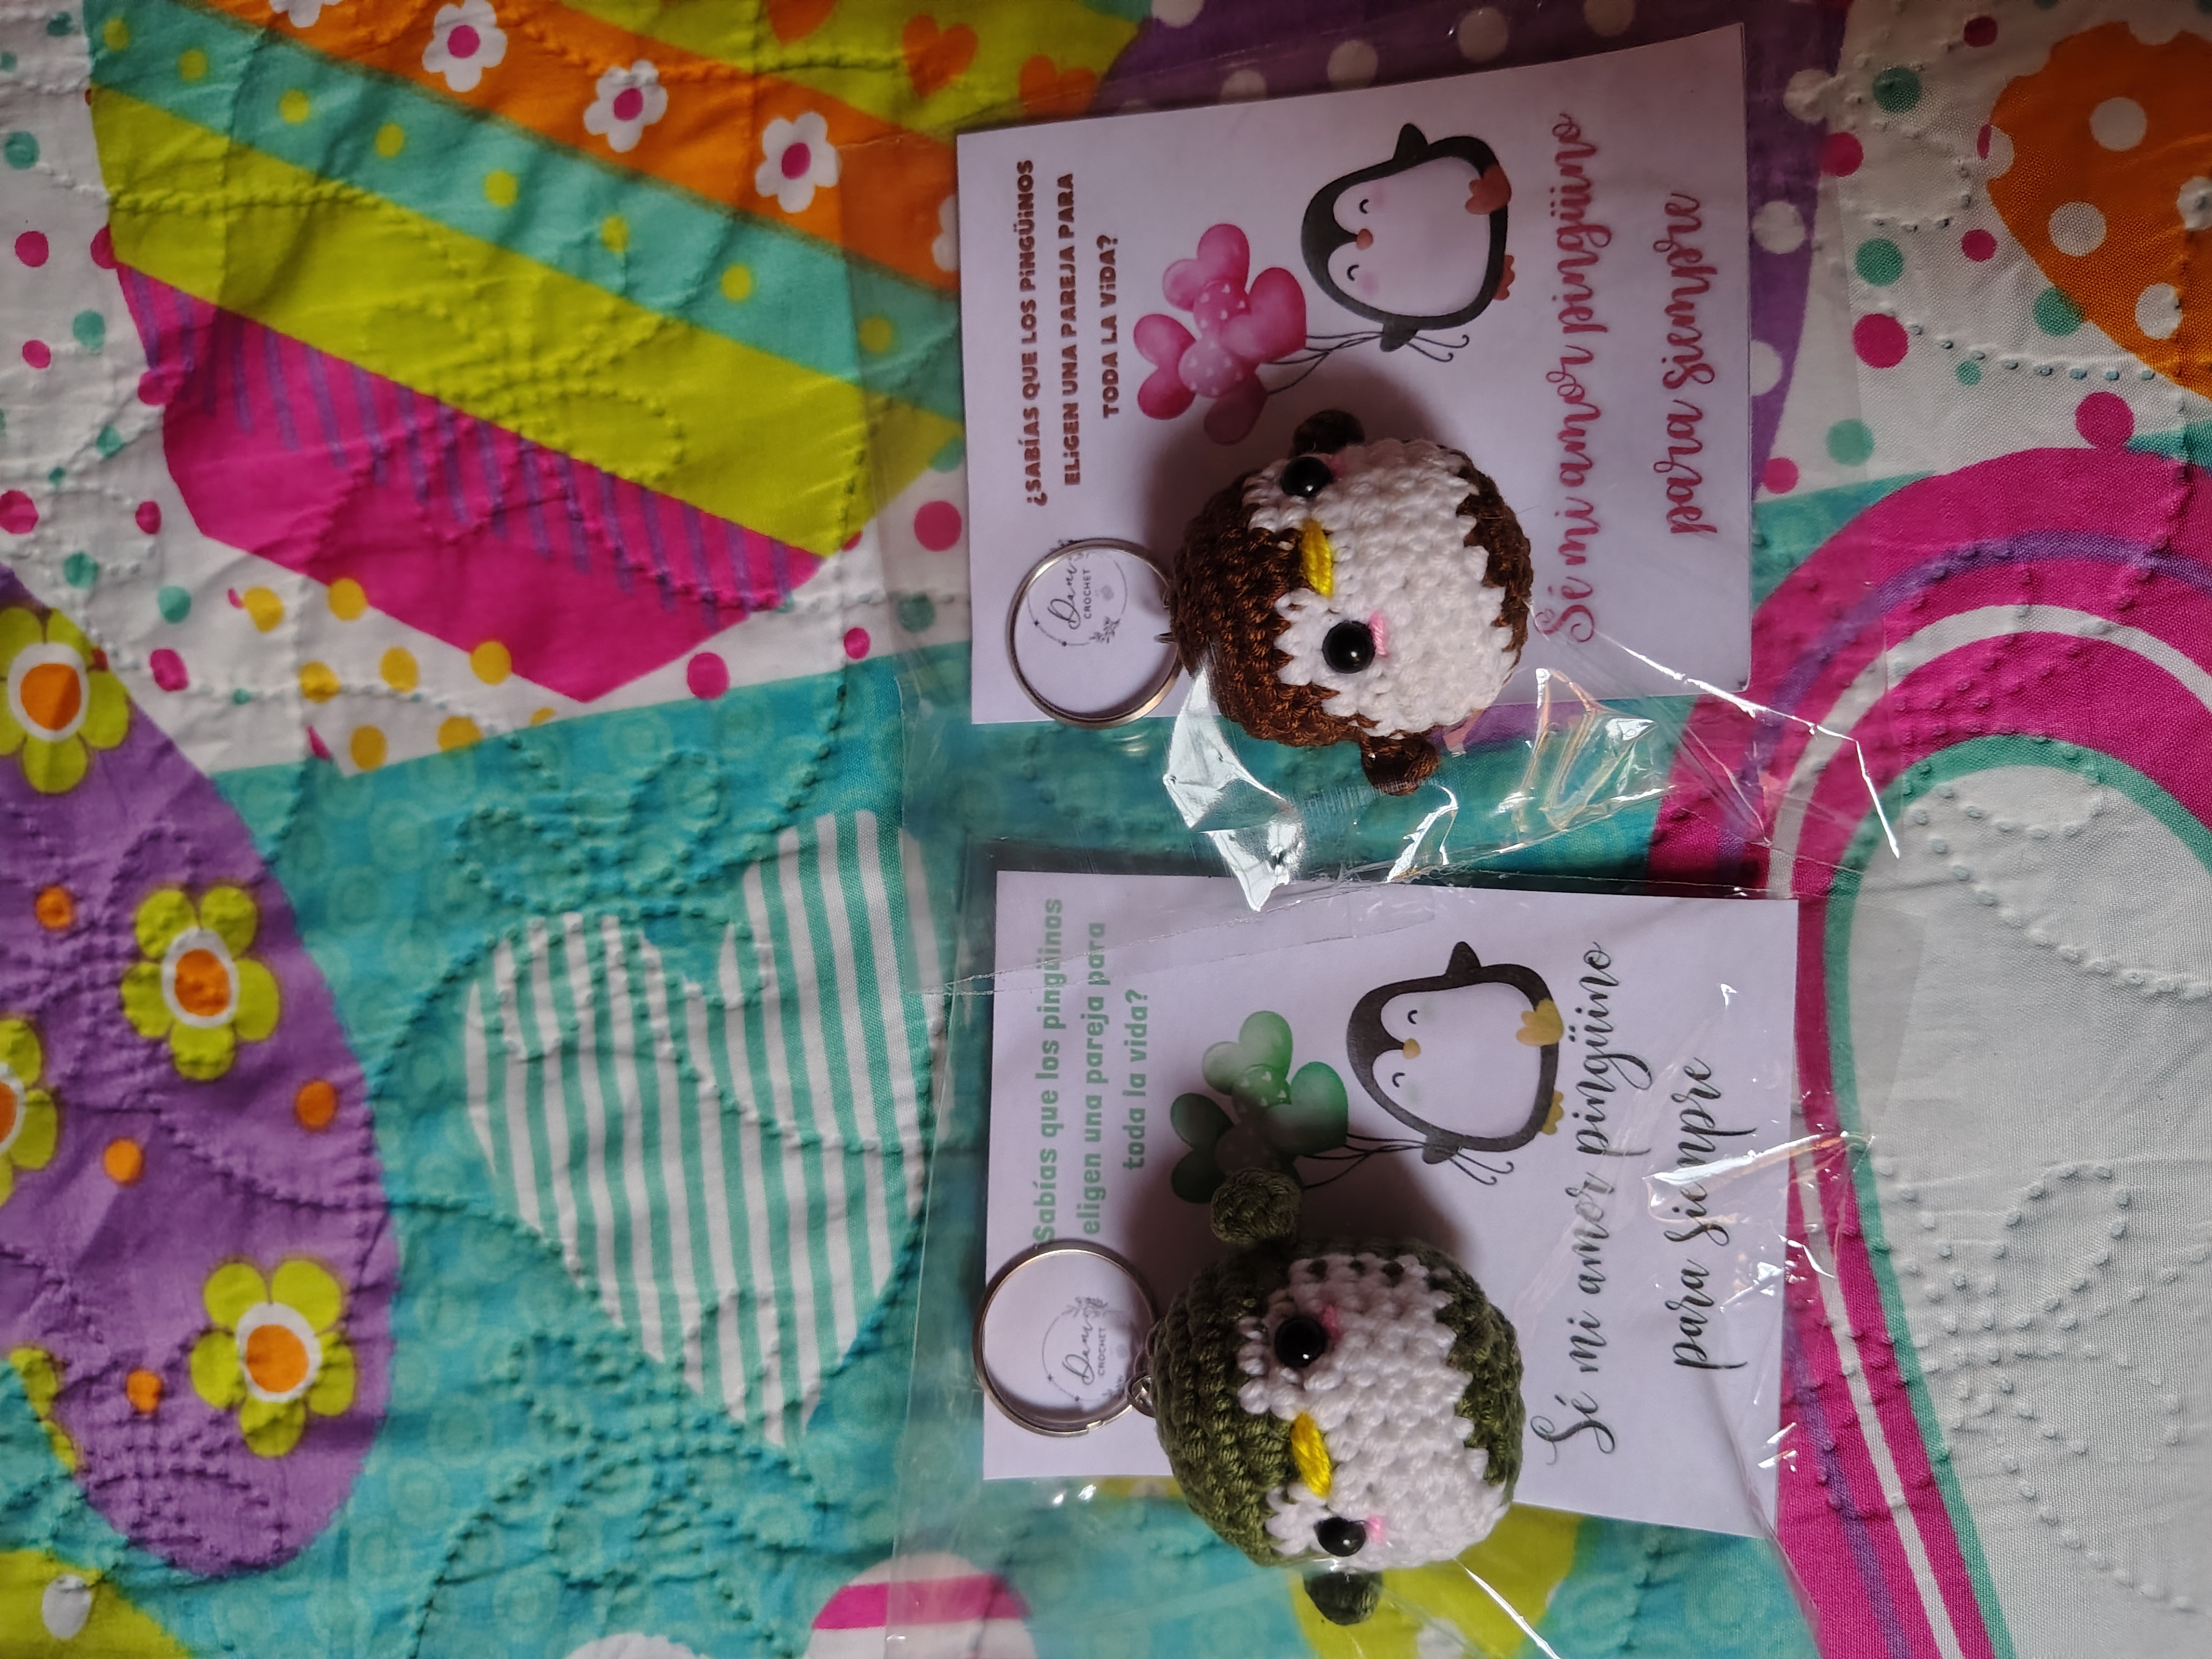 Dani
CROCHET
¿Sabías que los pingüinos
eligen una pareja para
toda la vida?
Sé mi amor pingüino
para siempre
Dani
CROCHET
¿SABÍAS QUE LOS PiNGÜiNOS
ELiGEN UNA PAREJA PARA
TODA LA ViDA?
Sé mi amor pingüino
para siempre